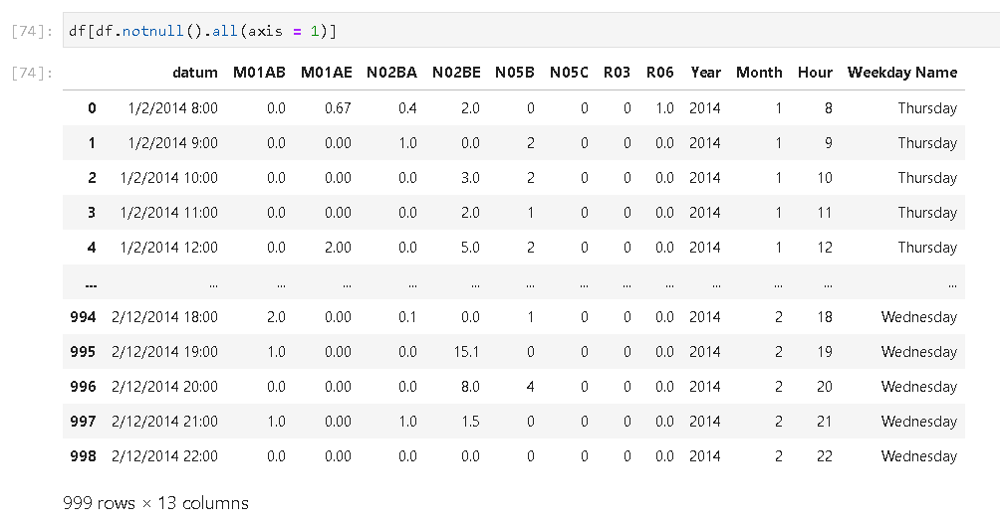 [74]: df[df.notnull().all(axis = 1)]
[74]: datum M01AB M01AE N02BA N02BE N05B N05C R03 R06 Year Month Hour Weekday Name
0 1/2/2014 8:00 0.0 0.67 0.4 2.0 0 0 0 1.0 2014 1 8 Thursday
1 1/2/2014 9:00 0.0 0.00 1.0 0.0 2 0 0 0.0 2014 1 9 Thursday
2 1/2/2014 10:00 0.0 0.00 0.0 3.0 2 0 0 0.0 2014 1 10 Thursday
3 1/2/2014 11:00 0.0 0.00 0.0 2.0 1 0 0 0.0 2014 1 11 Thursday
4 1/2/2014 12:00 0.0 2.00 0.0 5.0 2 0 0 0.0 2014 1 12 Thursday
... ... ... ... ... ... ... ... ... ... ... ... ... ...
994 2/12/2014 18:00 2.0 0.00 0.1 0.0 1 0 0 0.0 2014 2 18 Wednesday
995 2/12/2014 19:00 1.0 0.00 0.0 15.1 0 0 0 0.0 2014 2 19 Wednesday
996 2/12/2014 20:00 0.0 0.00 0.0 8.0 4 0 0 0.0 2014 2 20 Wednesday
997 2/12/2014 21:00 1.0 0.00 1.0 1.5 0 0 0 0.0 2014 2 21 Wednesday
998 2/12/2014 22:00 0.0 0.00 0.0 0.0 0 0 0 0.0 2014 2 22 Wednesday
999 rows × 13 columns